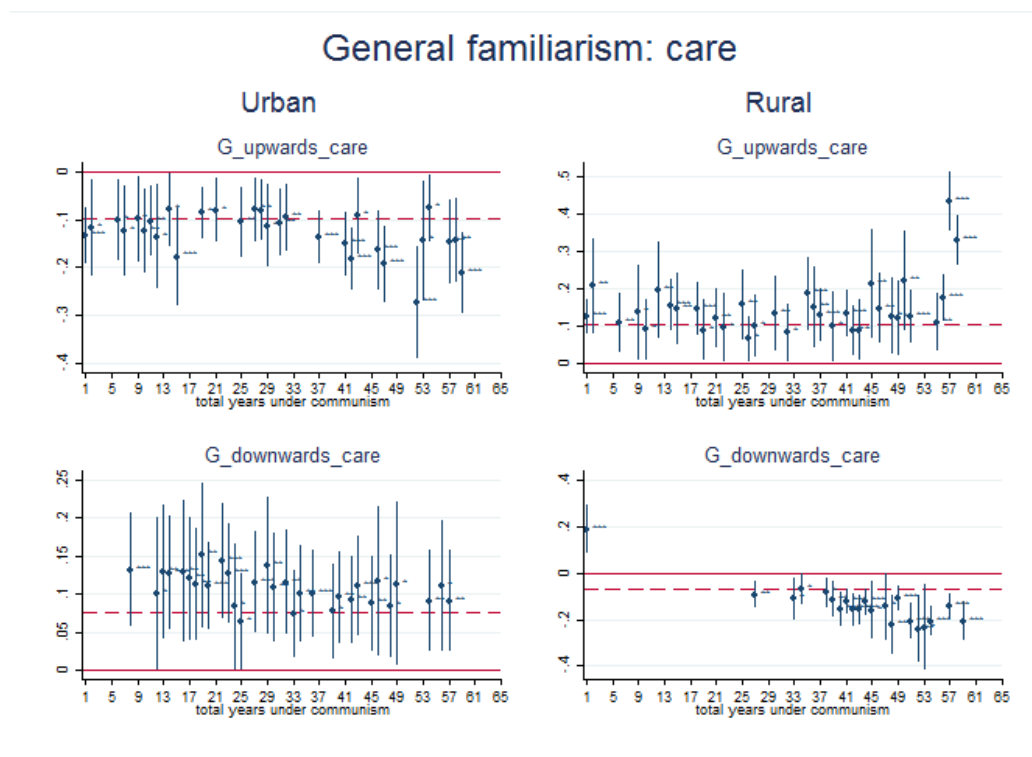 General familiarism: care
Urban
Rural
G_upwards_care
0
.1
.2
.3
.4
1 5 9 13 17 21 25 29 33 37 41 45 49 53 57 61 65
total years under communism
G_upwards_care
.5
.4
.3
.2
.1
0
1 5 9 13 17 21 25 29 33 37 41 45 49 53 57 61 65
total years under communism
G_downwards_care
.25
.2
.15
.1
.05
0
1 5 9 13 17 21 25 29 33 37 41 45 49 53 57 61 65
total years under communism
G_downwards_care
.4
.2
0
.2
.4
1 5 9 13 17 21 25 29 33 37 41 45 49 53 57 61 65
total years under communism